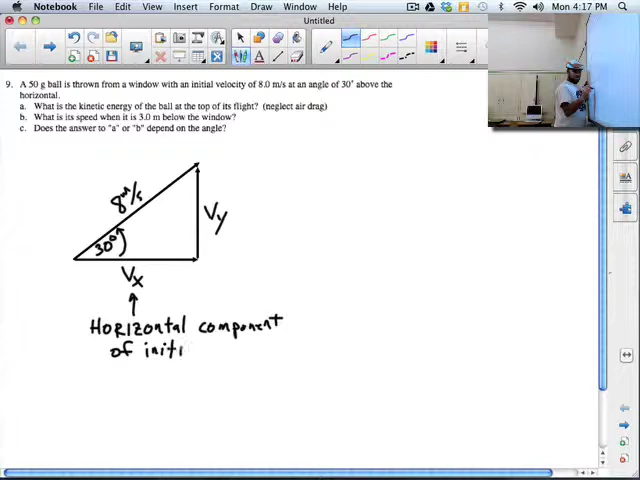 Notebook File Edit View Insert Format Draw Window Help Mon 4:17 PM
Untitled
9. A 50 g ball is thrown from a window with an initial velocity of 8.0 m/s at an angle of 30˚ above the
horizontal.
a. What is the kinetic energy of the ball at the top of its flight? (neglect air drag)
b. What is its speed when it is 3.0 m below the window?
c. Does the answer to "a" or "b" depend on the angle?
8 m/s
Vy
30°
Vx
HORIZONTAL component
of initi